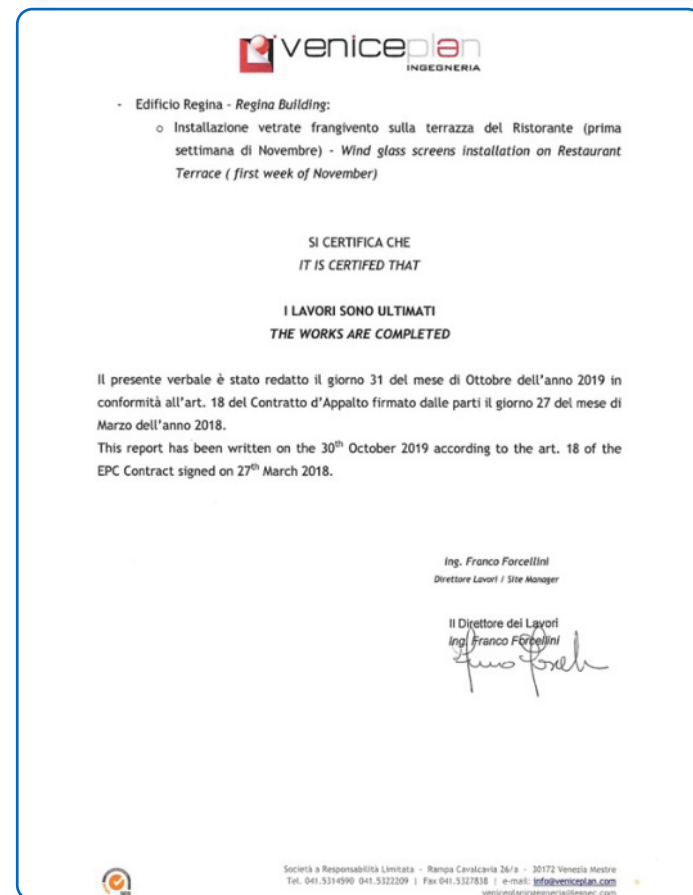 veniceplan
INGEGNERIA
- Edificio Regina - Regina Building:
o Installazione vetrate frangivento sulla terrazza del Ristorante (prima
settimana di Novembre) - Wind glass screens installation on Restaurant
Terrace ( first week of November)
SI CERTIFICA CHE
IT IS CERTIFED THAT
I LAVORI SONO ULTIMATI
THE WORKS ARE COMPLETED
Il presente verbale è stato redatto il giorno 31 del mese di Ottobre dell'anno 2019 in
conformità all'art. 18 del Contratto d'Appalto firmato dalle parti il giorno 27 del mese di
Marzo dell'anno 2018.
This report has been written on the 30th October 2019 according to the art. 18 of the
EPC Contract signed on 27th March 2018.
Ing. Franco Forcellini
Direttore Lavori / Site Manager
Il Direttore dei Lavori
Ing. Franco Forcellini
Società a Responsabilità Limitata - Rampa Cavalcavia 26/a - 30172 Venezia Mestre
Tel. 041.5314590 041.5322209 | Fax 041.5327838 | e-mail: info@veniceplan.com